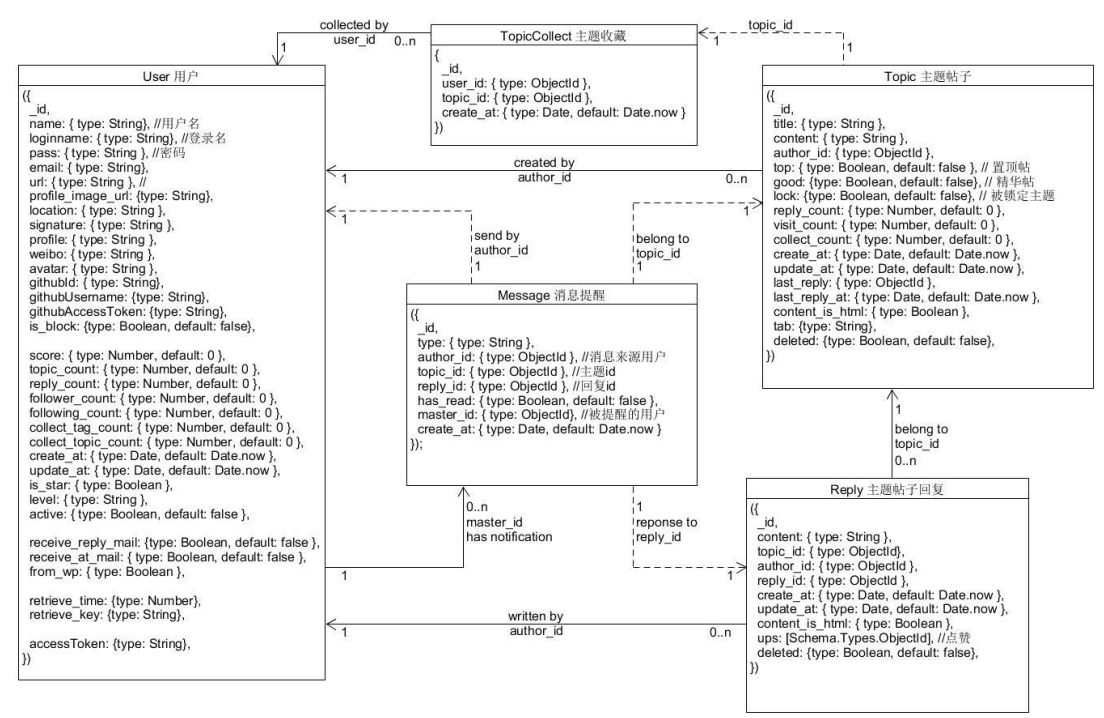 collected by
user_id
0..n
1
TopicCollect 主题收藏
{
_id,
user_id: { type: ObjectId },
topic_id: { type: ObjectId },
create_at: { type: Date, default: Date.now }
})
topic_id
1
1
User 用户
({
_id,
name: { type: String}, //用户名
loginname: { type: String}, //登录名
pass: { type: String }, //密码
email: { type: String},
url: { type: String }, //
profile_image_url: {type: String},
location: { type: String },
signature: { type: String },
profile: { type: String },
weibo: { type: String },
avatar: { type: String },
githubId: { type: String},
githubUsername: {type: String},
githubAccessToken: {type: String},
is_block: {type: Boolean, default: false},
score: { type: Number, default: 0 },
topic_count: { type: Number, default: 0 },
reply_count: { type: Number, default: 0 },
follower_count: { type: Number, default: 0 },
following_count: { type: Number, default: 0 },
collect_tag_count: { type: Number, default: 0 },
collect_topic_count: { type: Number, default: 0 },
create_at: { type: Date, default: Date.now },
update_at: { type: Date, default: Date.now },
is_star: { type: Boolean },
level: { type: String },
active: { type: Boolean, default: false },
receive_reply_mail: {type: Boolean, default: false },
receive_at_mail: { type: Boolean, default: false },
from_wp: { type: Boolean },
retrieve_time: {type: Number},
retrieve_key: {type: String},
accessToken: {type: String},
})
created by
author_id
1
0..n
Topic 主题帖子
({
_id,
title: { type: String },
content: { type: String },
author_id: { type: ObjectId },
top: { type: Boolean, default: false }, // 置顶帖
good: {type: Boolean, default: false}, // 精华帖
lock: {type: Boolean, default: false}, // 被锁定主题
reply_count: { type: Number, default: 0 },
visit_count: { type: Number, default: 0 },
collect_count: { type: Number, default: 0 },
create_at: { type: Date, default: Date.now },
update_at: { type: Date, default: Date.now },
last_reply: { type: ObjectId },
last_reply_at: { type: Date, default: Date.now },
content_is_html: { type: Boolean },
tab: {type: String},
deleted: {type: Boolean, default: false},
})
1
send by
author_id
1
1
belong to
topic_id
1
Message 消息提醒
({
_id,
type: { type: String },
author_id: { type: ObjectId }, //消息来源用户
topic_id: { type: ObjectId }, //主题id
reply_id: { type: ObjectId }, //回复id
has_read: { type: Boolean, default: false },
master_id: { type: ObjectId}, //被提醒的用户
create_at: { type: Date, default: Date.now }
});
0..n
master_id
has notification
1
1
reponse to
reply_id
1
1
belong to
topic_id
0..n
Reply 主题帖子回复
({
_id,
content: { type: String },
topic_id: { type: ObjectId},
author_id: { type: ObjectId },
reply_id: { type: ObjectId },
create_at: { type: Date, default: Date.now },
update_at: { type: Date, default: Date.now },
content_is_html: { type: Boolean },
ups: [Schema.Types.ObjectId], //点赞
deleted: {type: Boolean, default: false},
})
written by
author_id
1
0..n